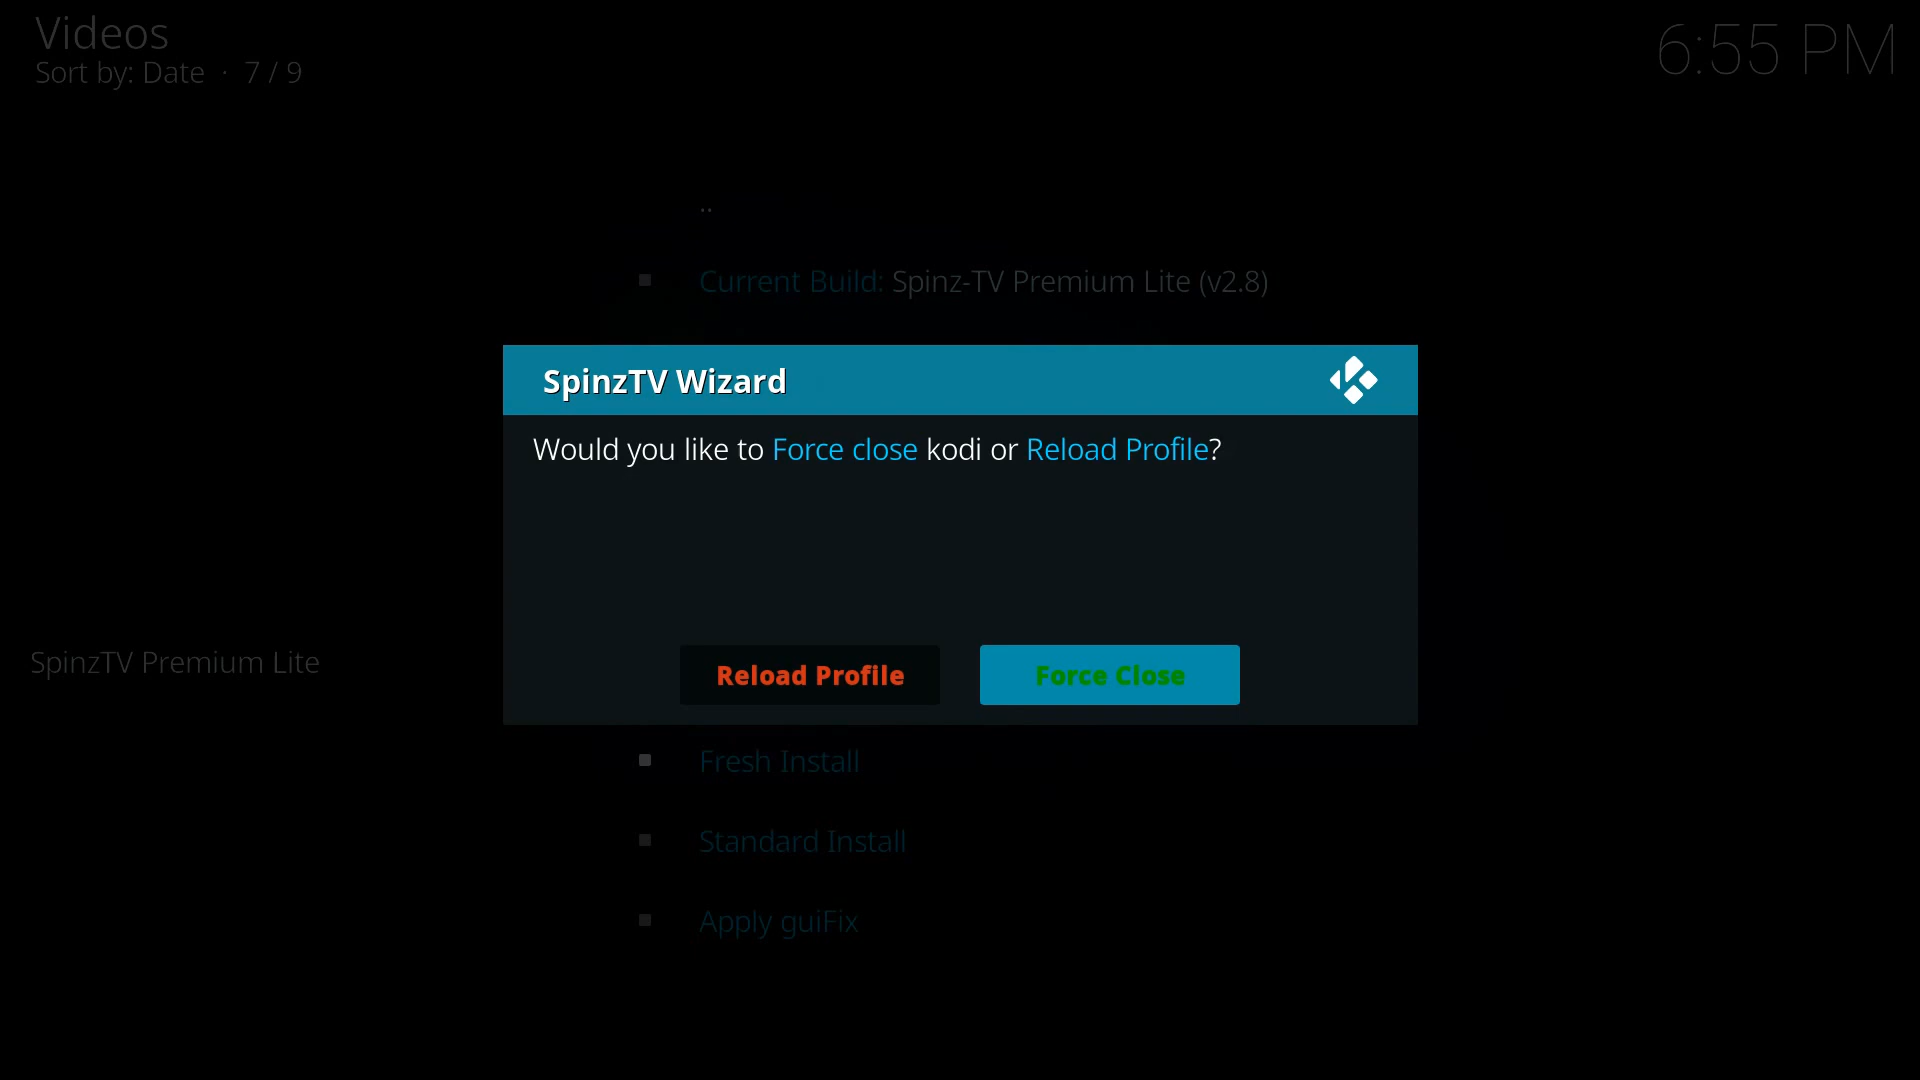 Videos
Sort by: Date · 7 / 9
6:55 PM
..
Current Build: Spinz-TV Premium Lite (v2.8)
SpinzTV Wizard
Would you like to Force close kodi or Reload Profile?
Reload Profile
Force Close
SpinzTV Premium Lite
Fresh Install
Standard Install
Apply guiFix